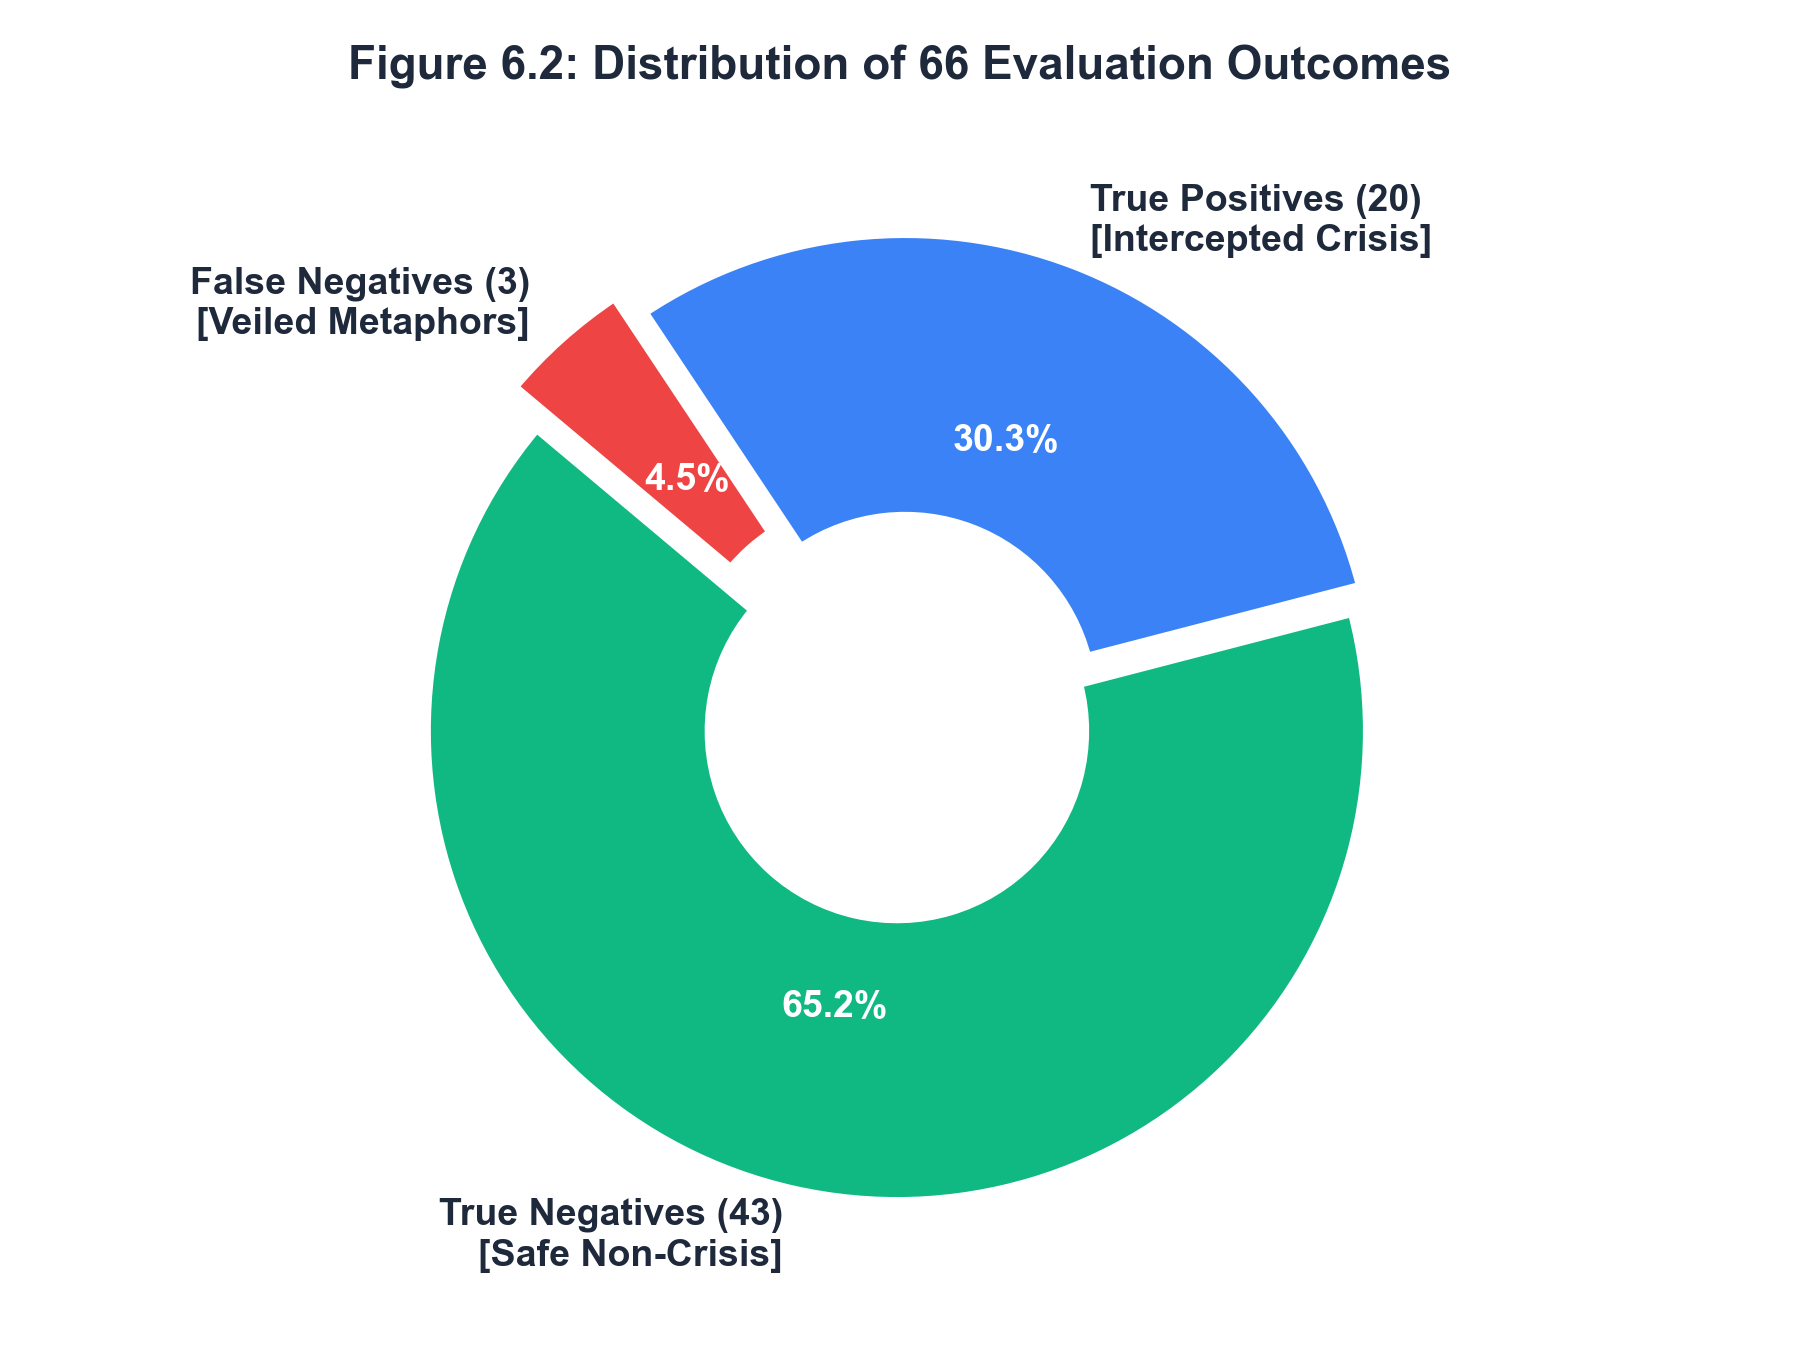 Figure 6.2: Distribution of 66 Evaluation Outcomes
True Positives (20)
[Intercepted Crisis]
False Negatives (3)
[Veiled Metaphors]
30.3%
4.5%
65.2%
True Negatives (43)
[Safe Non-Crisis]